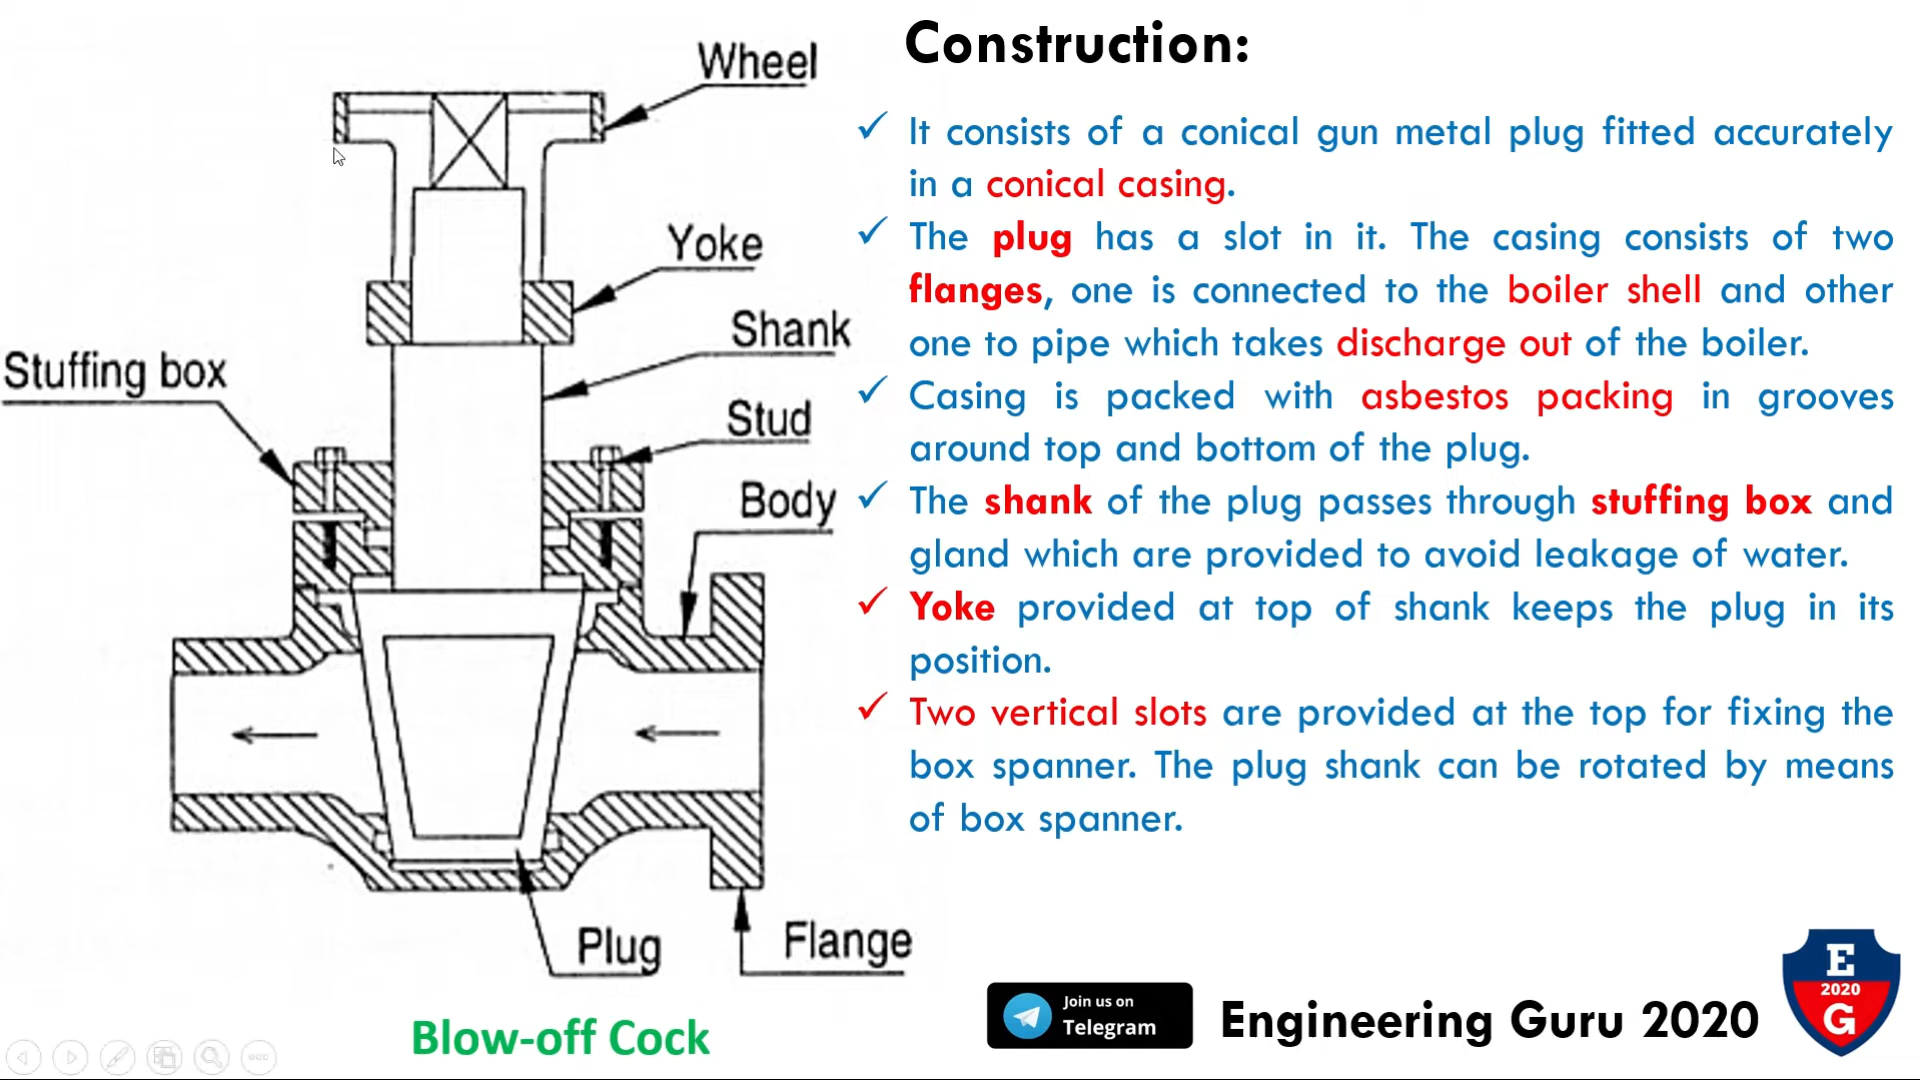 Construction:
Wheel
Yoke
Shank
Stuffing box
Stud
Body
Plug
Flange
Blow-off Cock
✓ It consists of a conical gun metal plug fitted accurately
in a conical casing.
✓ The plug has a slot in it. The casing consists of two
flanges, one is connected to the boiler shell and other
one to pipe which takes discharge out of the boiler.
✓ Casing is packed with asbestos packing in grooves
around top and bottom of the plug.
✓ The shank of the plug passes through stuffing box and
gland which are provided to avoid leakage of water.
✓ Yoke provided at top of shank keeps the plug in its
position.
✓ Two vertical slots are provided at the top for fixing the
box spanner. The plug shank can be rotated by means
of box spanner.
Join us on
Telegram
Engineering Guru 2020
E
2020
G